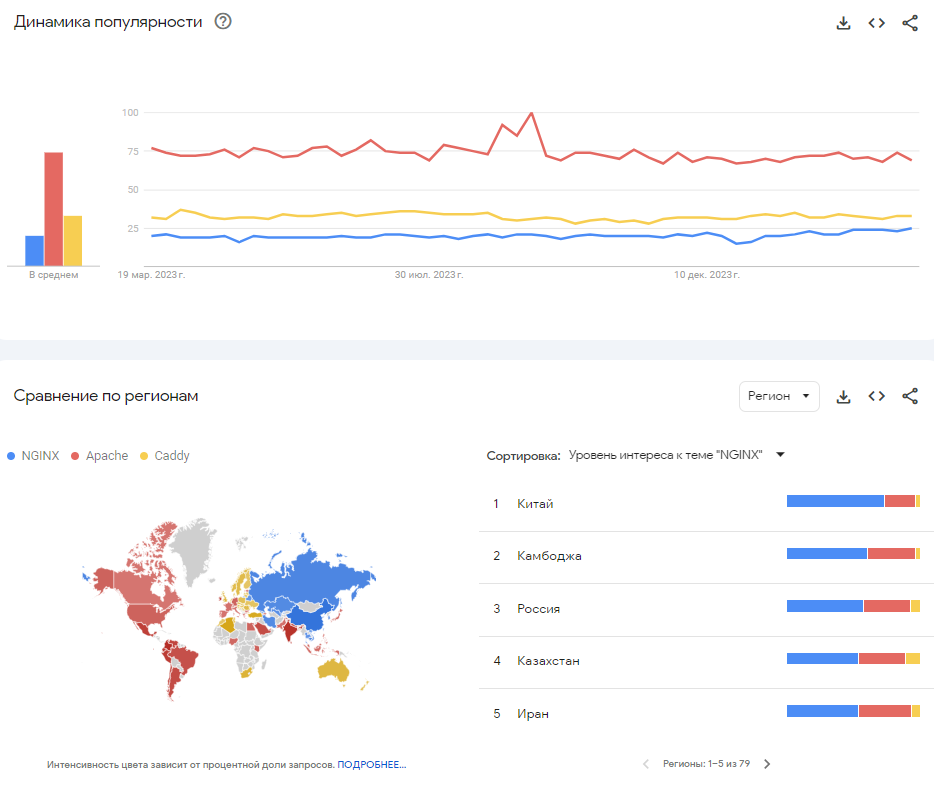 Динамика популярности
100
75
50
25
В среднем
19 мар. 2023 г.
30 июл. 2023 г.
10 дек. 2023 г.
Сравнение по регионам
Регион
NGINX
Apache
Caddy
Сортировка: Уровень интереса к теме "NGINX"
1 Китай
2 Камбоджа
3 Россия
4 Казахстан
5 Иран
Интенсивность цвета зависит от процентной доли запросов. ПОДРОБНЕЕ...
Регионы: 1–5 из 79